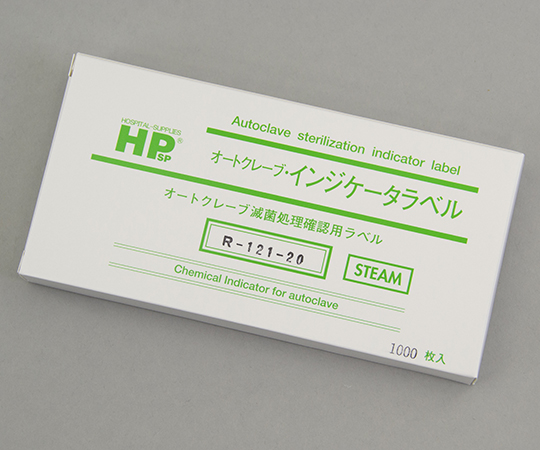 HOSPITAL-SUPPLIES
HP SP®
Autoclave sterilization indicator label
オートクレーブ・インジケータラベル
オートクレーブ滅菌処理確認用ラベル
R-121-20
STEAM
Chemical Indicator for autoclave
1000 枚入